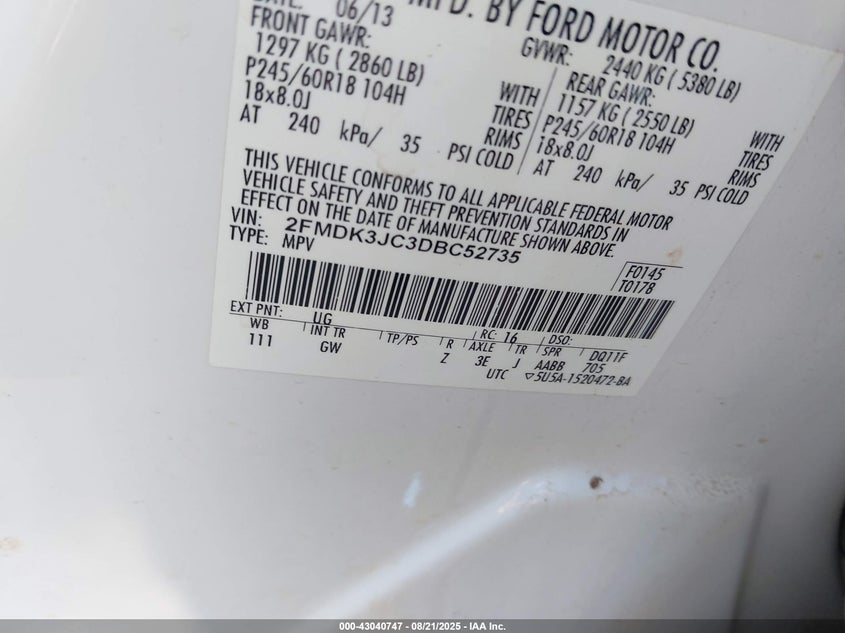 DATE: 06/13 MFD. BY FORD MOTOR CO.
FRONT GAWR: GVWR: 2440 KG ( 5380 LB)
1297 KG ( 2860 LB) REAR GAWR:
P245/60R18 104H WITH 1157 KG ( 2550 LB) WITH
18x8.0J TIRES P245/60R18 104H TIRES
AT 240 kPa/ 35 RIMS 18x8.0J RIMS
PSI COLD AT 240 kPa/ 35 PSI COLD
THIS VEHICLE CONFORMS TO ALL APPLICABLE FEDERAL MOTOR
VEHICLE SAFETY AND THEFT PREVENTION STANDARDS IN
EFFECT ON THE DATE OF MANUFACTURE SHOWN ABOVE.
VIN: 2FMDK3JC3DBC52735
TYPE: MPV
F0145
T0178
EXT PNT: UG RC: 16 DSO:
WB INT TR TP/PS R AXLE TR SPR DQ11F
111 GW Z 3E J AABB 705
UTC ▽5U5A-1520472-BA
000-43040747 - 08/21/2025 - IAA Inc.